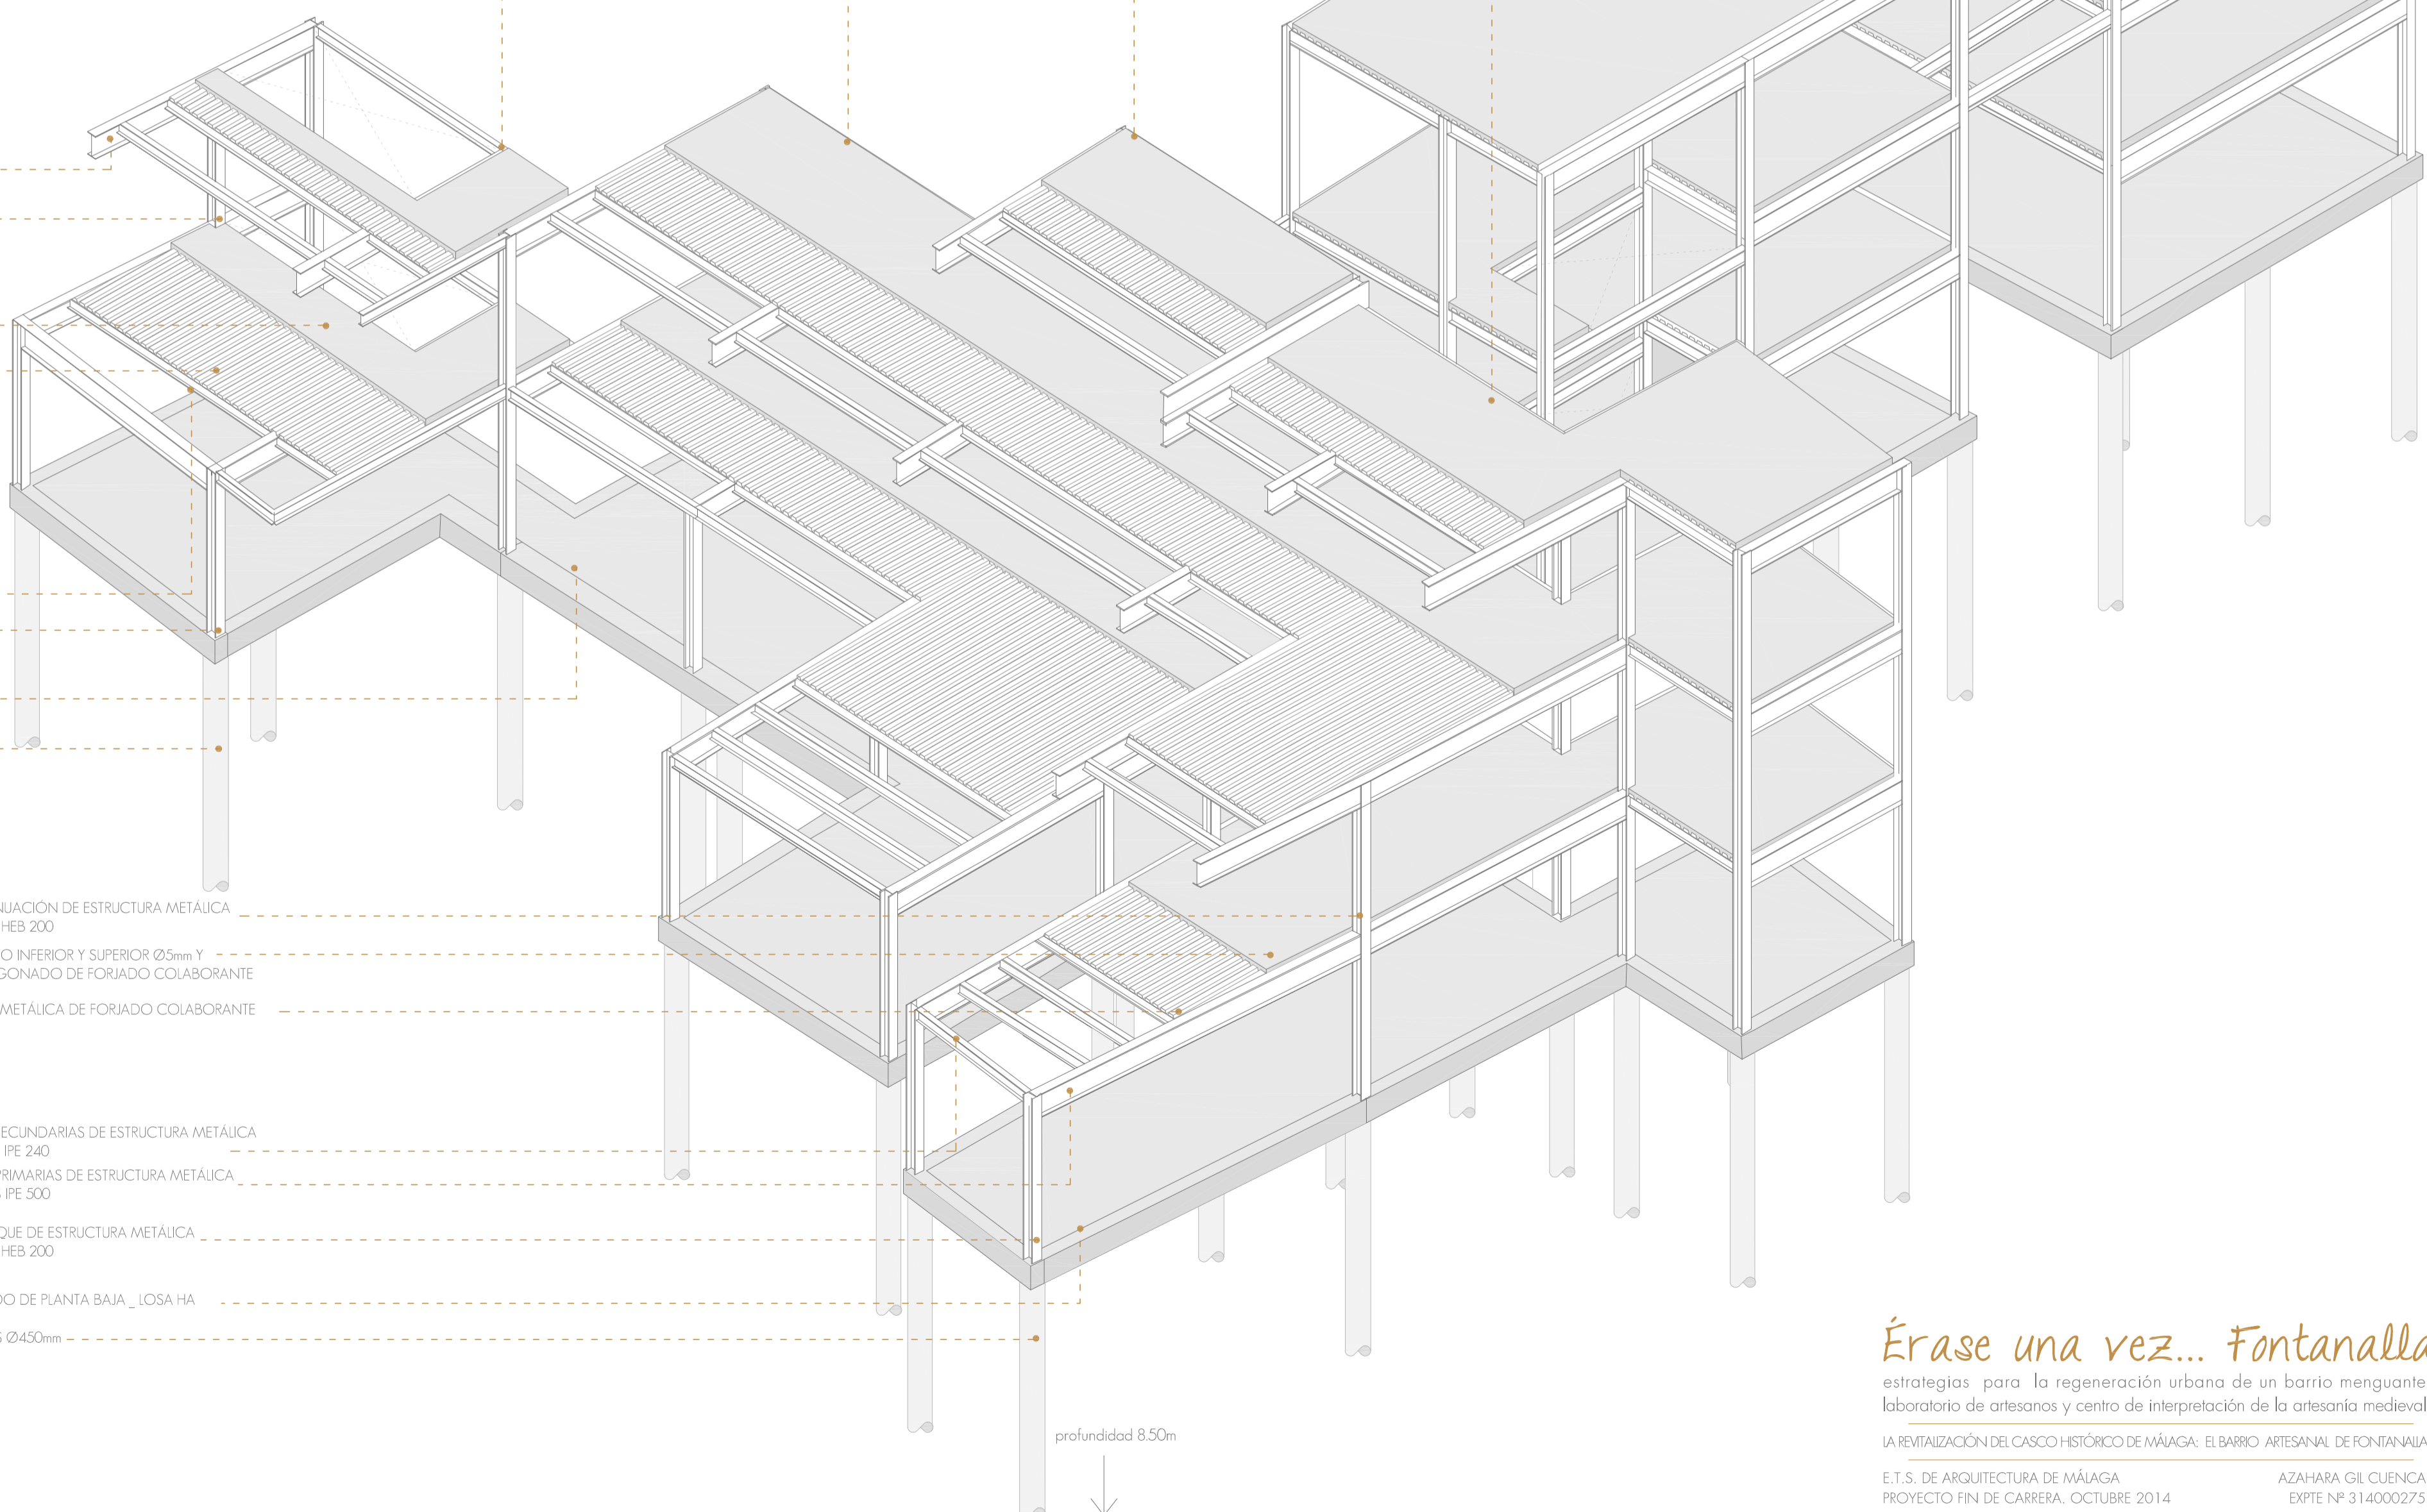 NUACIÓN DE ESTRUCTURA METÁLICA
HEB 200
O INFERIOR Y SUPERIOR Ø5mm Y
GONADO DE FORJADO COLABORANTE
METÁLICA DE FORJADO COLABORANTE
ECUNDARIAS DE ESTRUCTURA METÁLICA
IPE 240
PRIMARIAS DE ESTRUCTURA METÁLICA
IPE 500
QUE DE ESTRUCTURA METÁLICA
HEB 200
DO DE PLANTA BAJA _ LOSA HA
S Ø450mm
profundidad 8.50m
Érase una vez... Fontanalla
estrategias para la regeneración urbana de un barrio menguante
laboratorio de artesanos y centro de interpretación de la artesanía medieval
LA REVITALIZACIÓN DEL CASCO HISTÓRICO DE MÁLAGA: EL BARRIO ARTESANAL DE FONTANALLA
E.T.S. DE ARQUITECTURA DE MÁLAGA
AZAHARA GIL CUENCA
PROYECTO FIN DE CARRERA. OCTUBRE 2014
EXPTE Nº 314000275